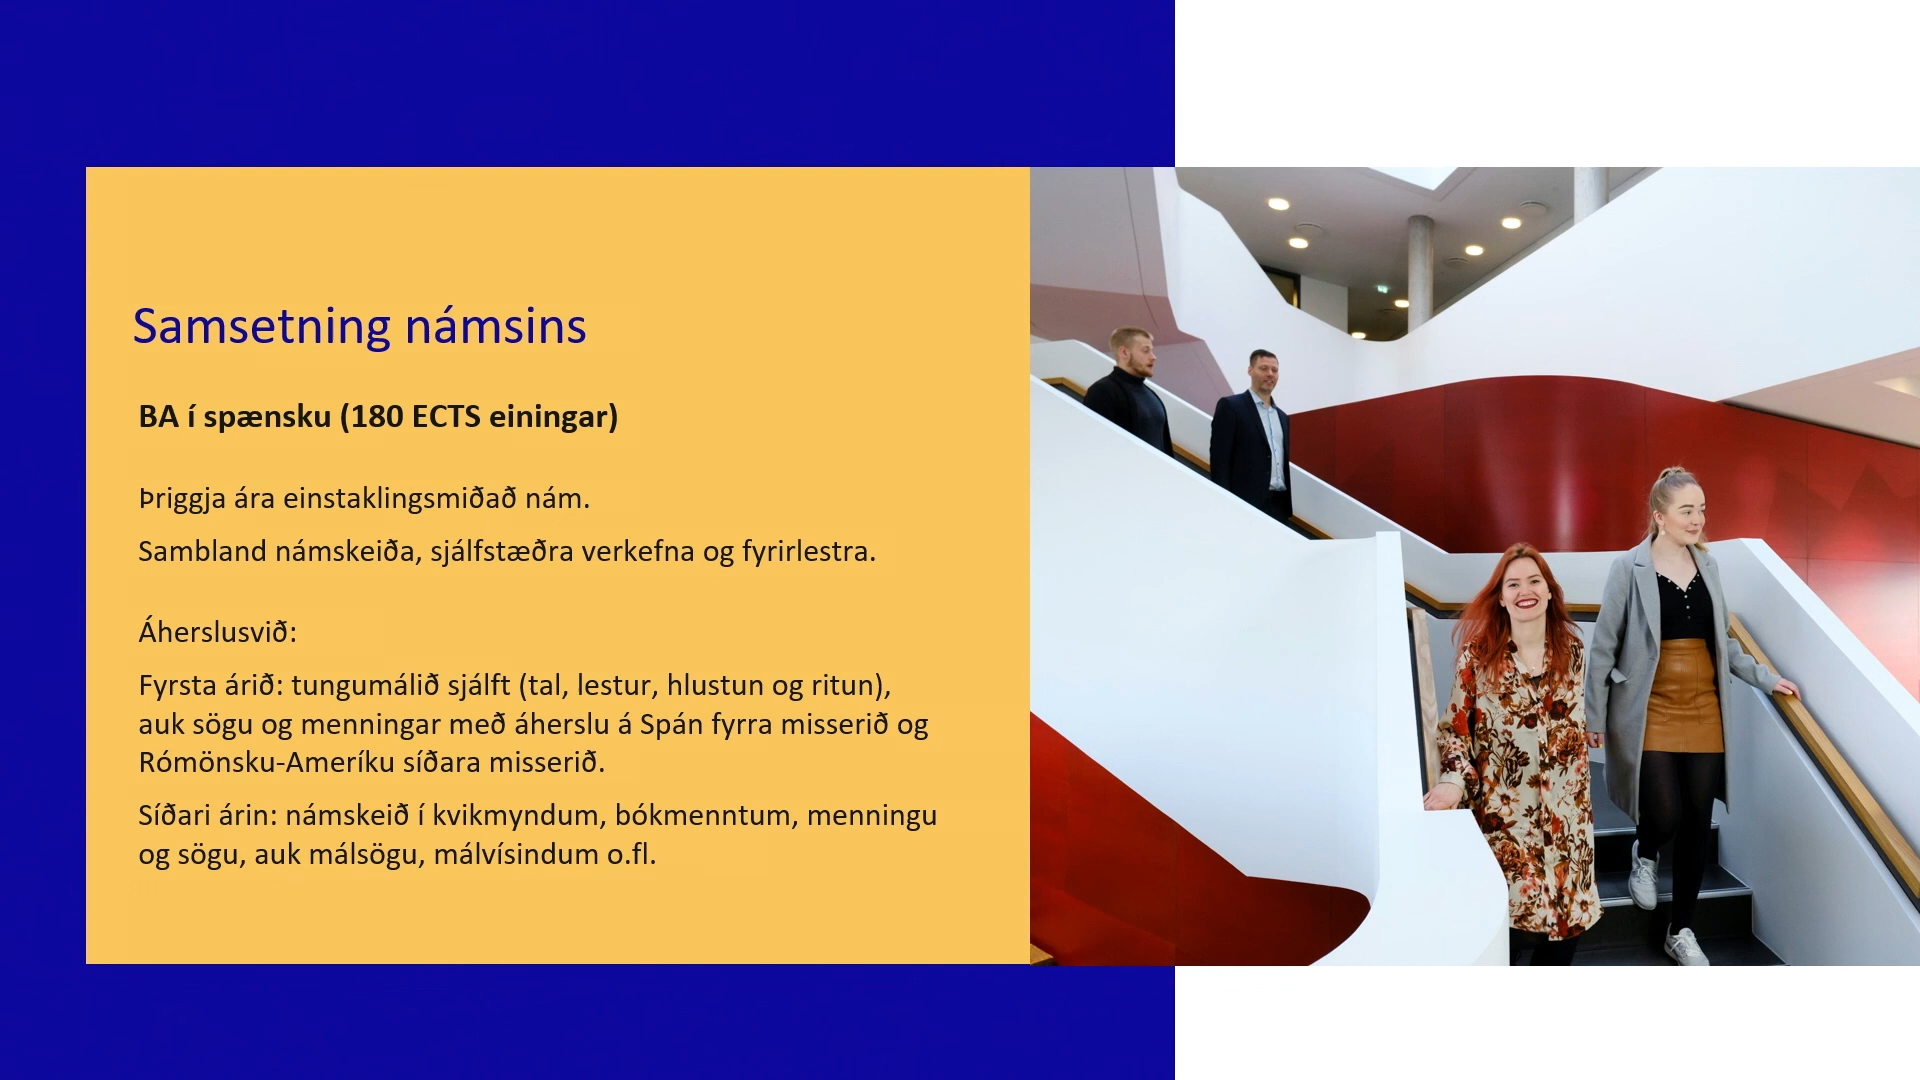 Samsetning námsins
BA í spænsku (180 ECTS einingar)
Þriggja ára einstaklingsmiðað nám.
Sambland námskeiða, sjálfstæðra verkefna og fyrirlestra.
Áherslusvið:
Fyrsta árið: tungumálið sjálft (tal, lestur, hlustun og ritun),
auk sögu og menningar með áherslu á Spán fyrra misserið og
Rómönsku-Ameríku síðara misserið.
Síðari árin: námskeið í kvikmyndum, bókmenntum, menningu
og sögu, auk málsögu, málvísindum o.fl.